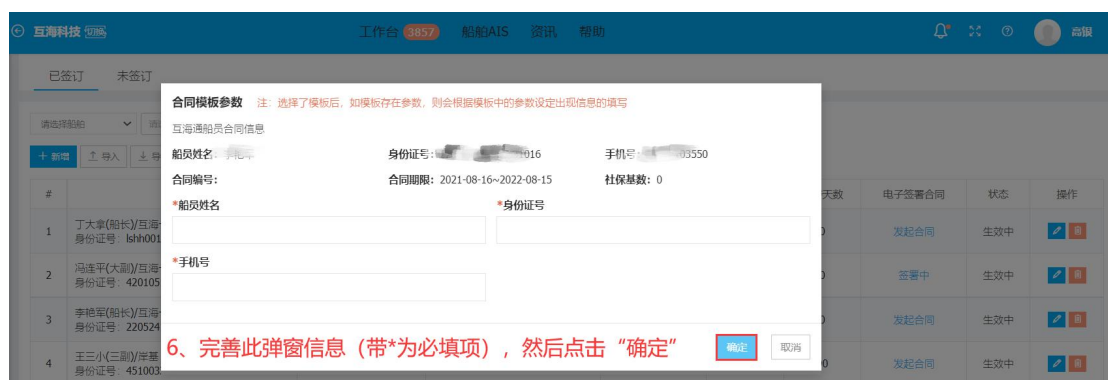 互海科技 切换 工作台 3857 船舶AIS 资讯 帮助 高银
已签订 未签订
合同模板参数 注：选择了模板后，如模板存在参数，则会根据模板中的参数设定出现信息的填写
请选择船舶
互海通船员合同信息
+ 新增 导入
船员姓名: 身份证号: 016 手机号: 03550
合同编号: 合同期限: 2021-08-16~2022-08-15 社保基数: 0
# 天数 电子签署合同 状态 操作
*船员姓名 *身份证号
1 丁大拿(船长)/互海 发起合同 生效中
身份证号: lshh001
*手机号
2 冯连平(大副)/互海 签署中 生效中
身份证号: 420105
3 李艳军(船长)/互海 发起合同 生效中
身份证号: 220524
6、完善此弹窗信息（带*为必填项），然后点击“确定” 确定 取消
4 王三小(三副)/岸基 发起合同 生效中
身份证号: 451003